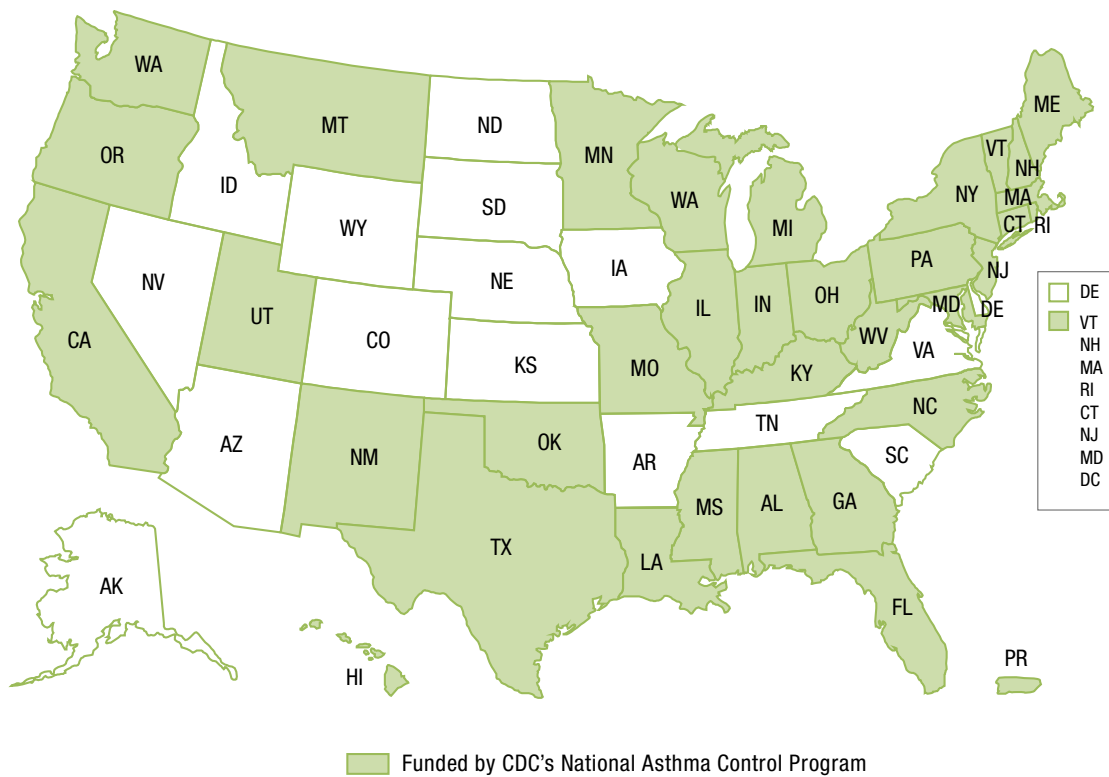 WA
MT
ND
MN
ME
OR
ID
SD
WA
VT
NH
NY
MA
CT
RI
WY
MI
IA
NE
PA
NJ
NV
UT
CO
IL
IN
OH
MD
DE
WV
VA
CA
KS
MO
KY
NC
TN
AZ
NM
OK
AR
SC
MS
AL
GA
TX
LA
FL
AK
HI
PR
DE
VT
NH
MA
RI
CT
NJ
MD
DC
Funded by CDC's National Asthma Control Program